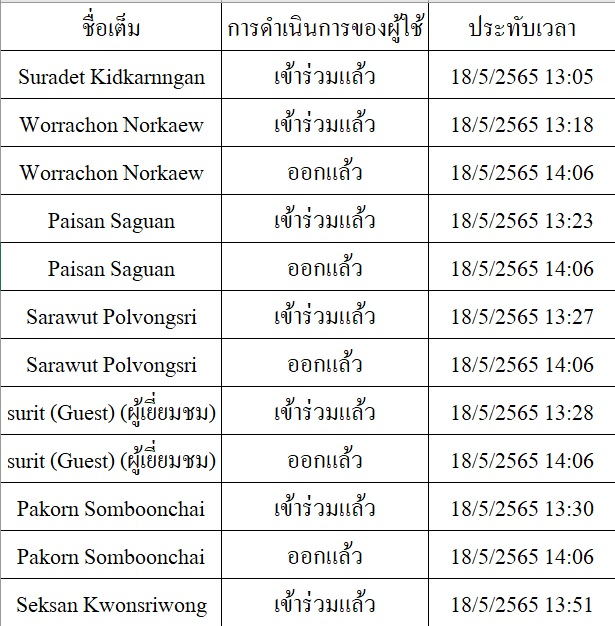 ชื่อเต็ม การดำเนินการของผู้ใช้ ประทับเวลา
Suradet Kidkarnngan เข้าร่วมแล้ว 18/5/2565 13:05
Worrachon Norkaew เข้าร่วมแล้ว 18/5/2565 13:18
Worrachon Norkaew ออกแล้ว 18/5/2565 14:06
Paisan Saguan เข้าร่วมแล้ว 18/5/2565 13:23
Paisan Saguan ออกแล้ว 18/5/2565 14:06
Sarawut Polvongsri เข้าร่วมแล้ว 18/5/2565 13:27
Sarawut Polvongsri ออกแล้ว 18/5/2565 14:06
surit (Guest) (ผู้เยี่ยมชม) เข้าร่วมแล้ว 18/5/2565 13:28
surit (Guest) (ผู้เยี่ยมชม) ออกแล้ว 18/5/2565 14:06
Pakorn Somboonchai เข้าร่วมแล้ว 18/5/2565 13:30
Pakorn Somboonchai ออกแล้ว 18/5/2565 14:06
Seksan Kwonsriwong เข้าร่วมแล้ว 18/5/2565 13:51